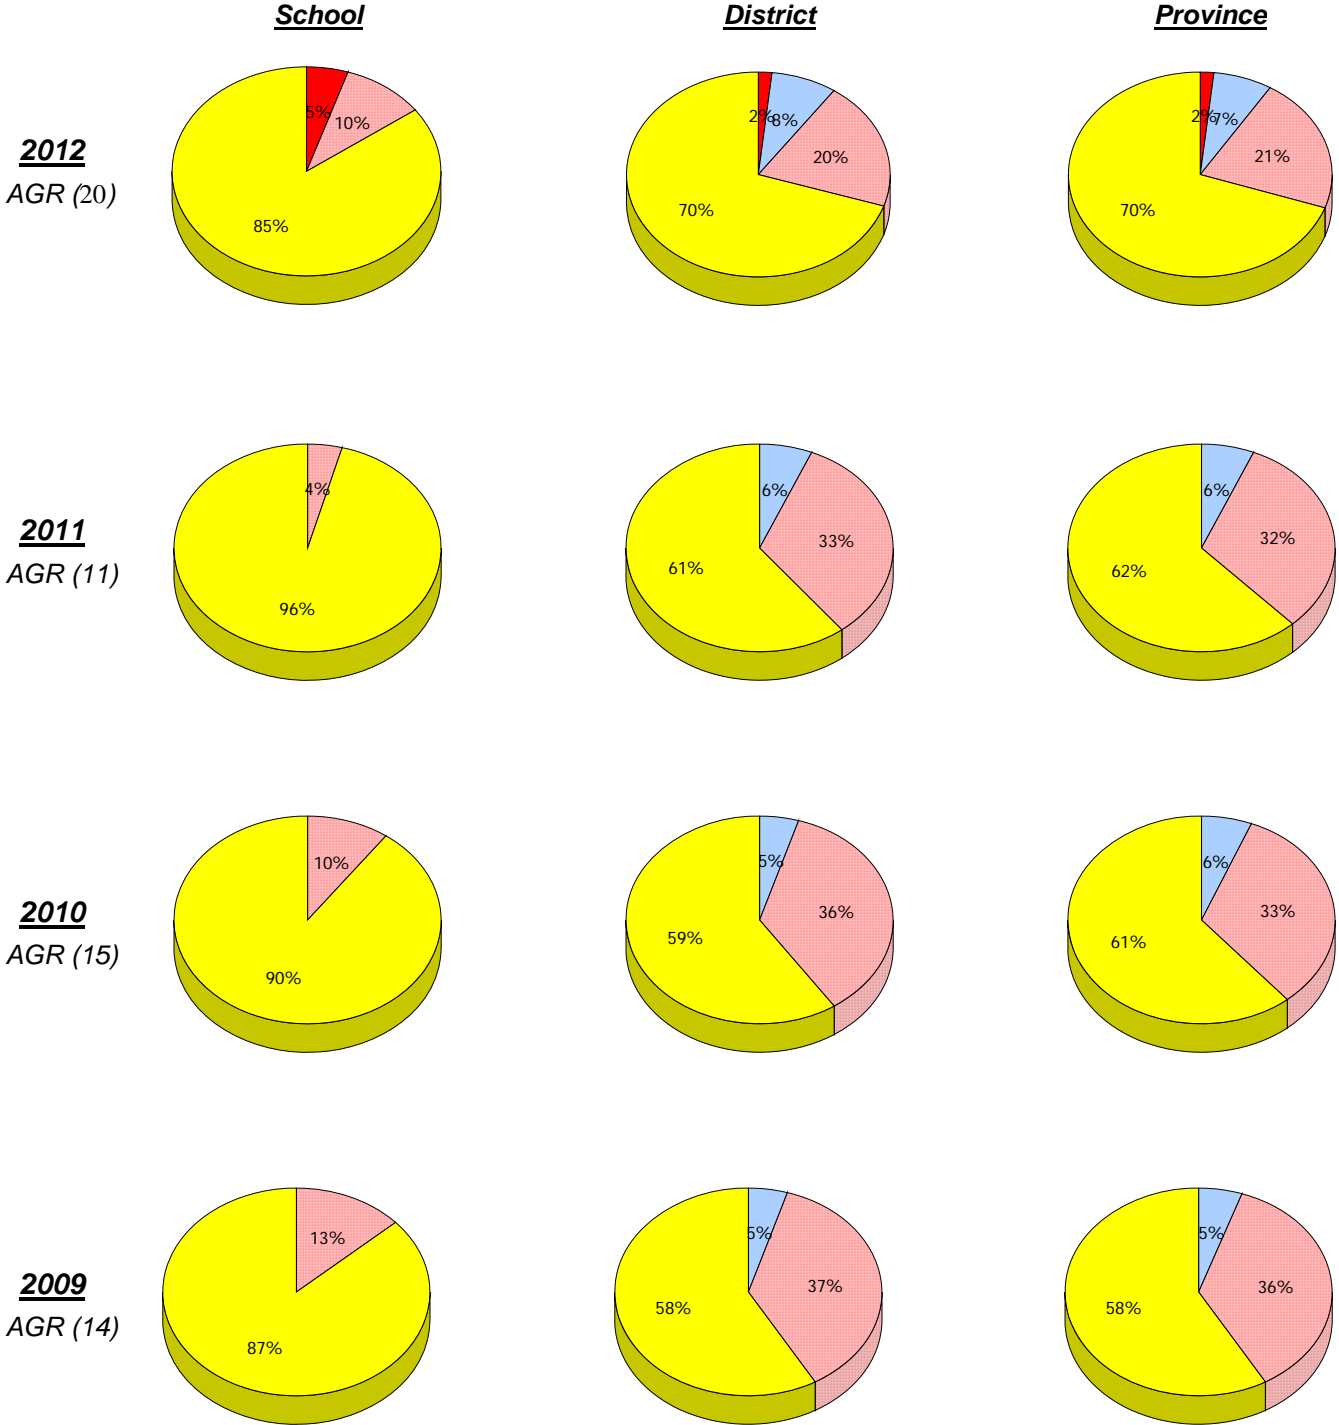 School District Province
5% 10% 85%
2% 8% 20% 70%
2% 7% 21% 70%
2012
AGR (20)
4% 96%
6% 33% 61%
6% 32% 62%
2011
AGR (11)
10% 90%
5% 36% 59%
6% 33% 61%
2010
AGR (15)
13% 87%
5% 37% 58%
5% 36% 58%
2009
AGR (14)